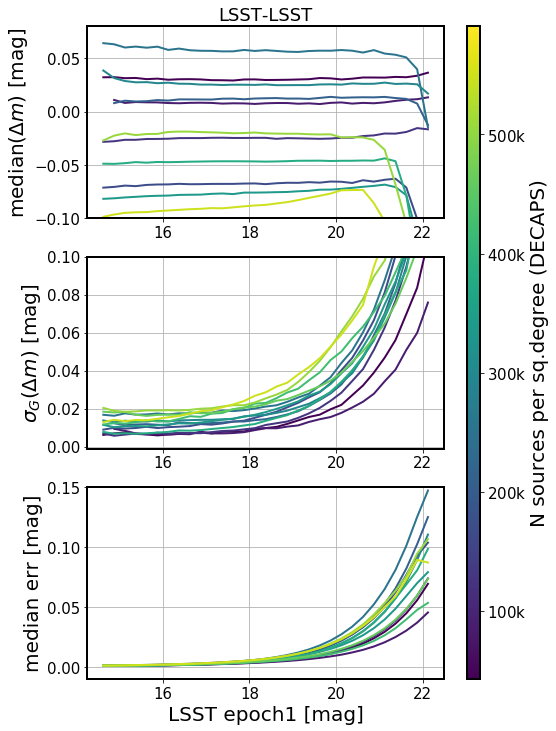 LSST-LSST
median(Δm) [mag]
0.05
0.00
−0.05
−0.10
16 18 20 22
σG(Δm) [mag]
0.10
0.08
0.06
0.04
0.02
0.00
16 18 20 22
median err [mag]
0.15
0.10
0.05
0.00
16 18 20 22
LSST epoch1 [mag]
500k
400k
300k
200k
100k
N sources per sq.degree (DECAPS)